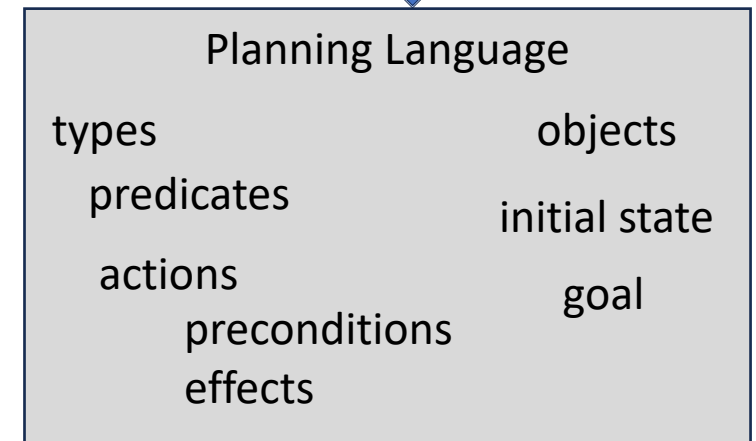 Planning Language
types
predicates
actions
preconditions
effects
objects
initial state
goal